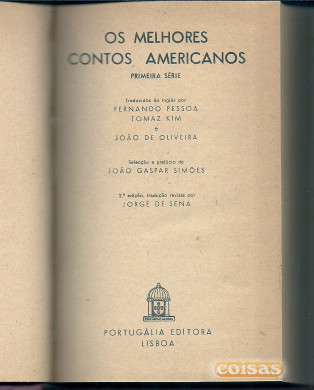 OS MELHORES
CONTOS AMERICANOS
PRIMEIRA SÉRIE
Traduzidos do inglês por
FERNANDO PESSOA
TOMAZ KIM
e
JOÃO DE OLIVEIRA
Selecção e prefácio de
JOÃO GASPAR SIMÕES
2.ª edição, tradução revista por
JORGE DE SENA
PORTUGÁLIA EDITORA
LISBOA
coisas